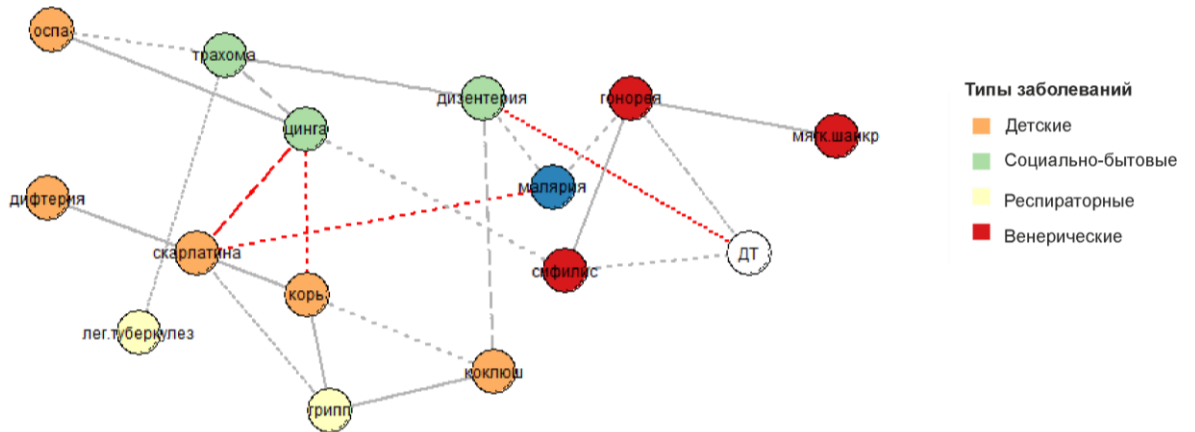 оспа
трахома
дизентерия
гонорея
мягк.шанкр
цинга
малярия
дифтерия
скарлатина
сифилис
ДТ
корь
лег.туберкулез
коклюш
грипп
Типы заболеваний
Детские
Социально-бытовые
Респираторные
Венерические